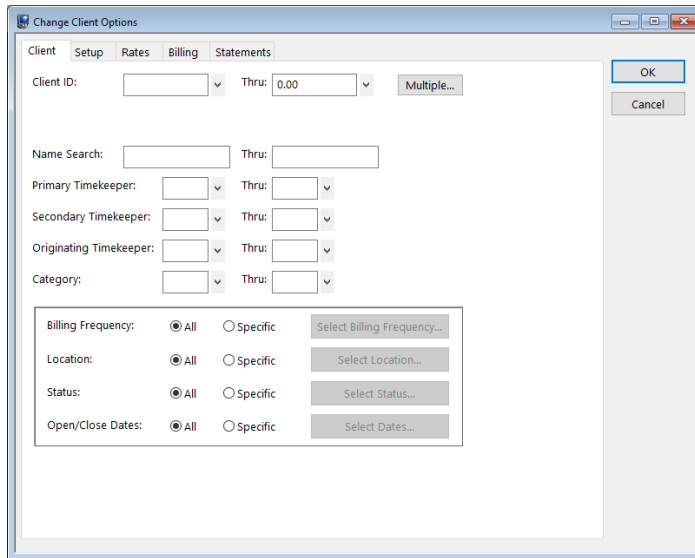 Change Client Options
Client Setup Rates Billing Statements
Client ID: Thru: 0.00 Multiple... OK
Cancel
Name Search: Thru:
Primary Timekeeper: Thru:
Secondary Timekeeper: Thru:
Originating Timekeeper: Thru:
Category: Thru:
Billing Frequency: All Specific Select Billing Frequency...
Location: All Specific Select Location...
Status: All Specific Select Status...
Open/Close Dates: All Specific Select Dates...